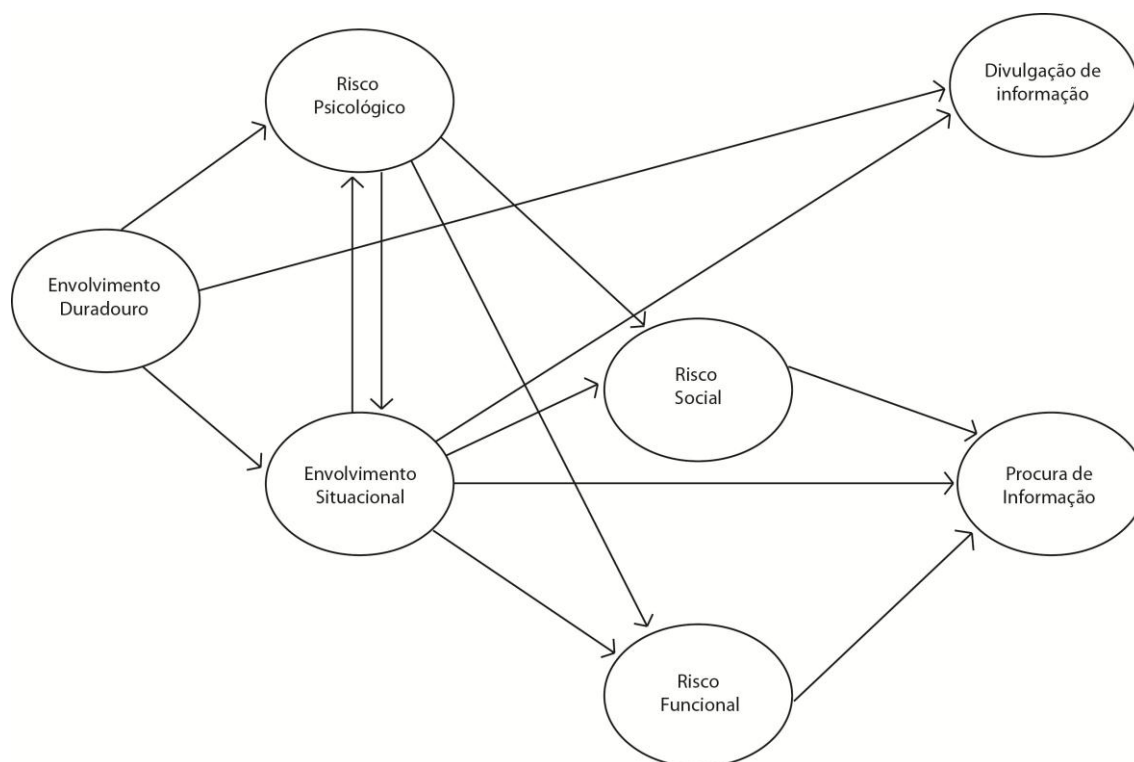 Risco
Psicológico
Divulgação de
informação
Envolvimento
Duradouro
Risco
Social
Envolvimento
Situacional
Procura de
Informação
Risco
Funcional